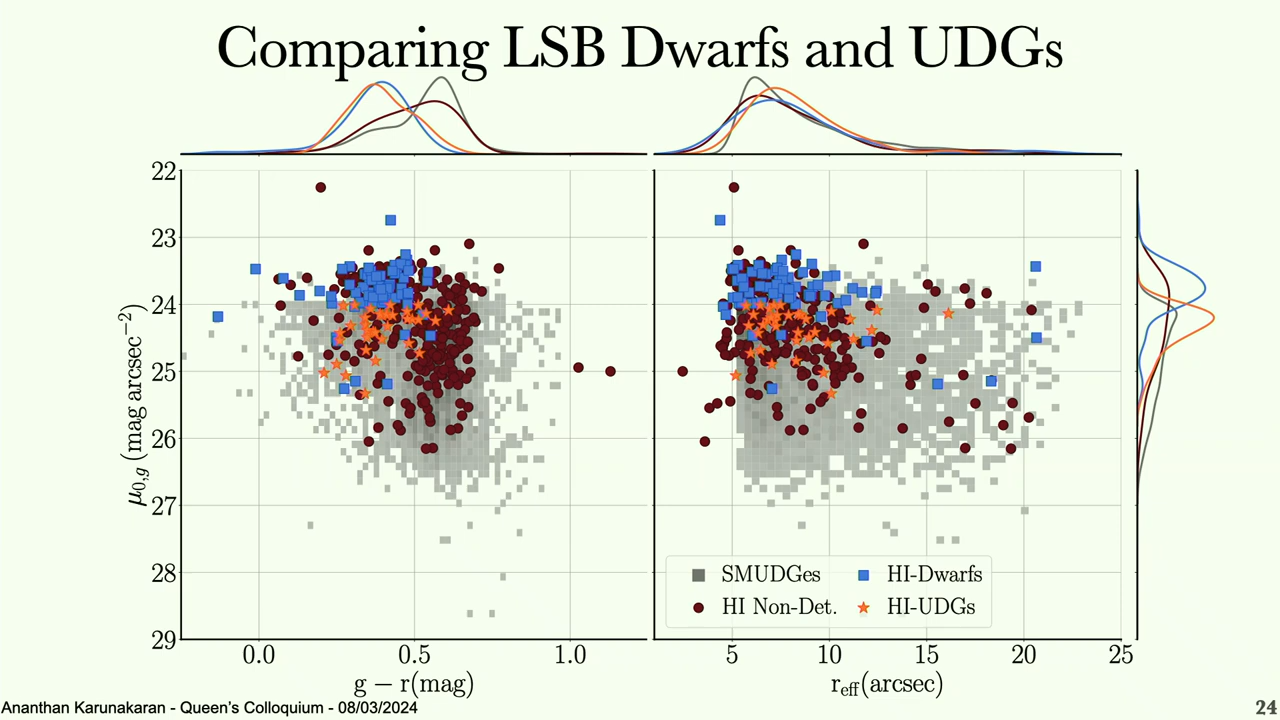 Comparing LSB Dwarfs and UDGs
22
23
24
25
26
27
28
29
μ0,g (mag arcsec−2)
0.0 0.5 1.0
g − r(mag)
5 10 15 20 25
reff(arcsec)
SMUDGes
HI Non-Det.
HI-Dwarfs
HI-UDGs
Ananthan Karunakaran - Queen's Colloquium - 08/03/2024
24